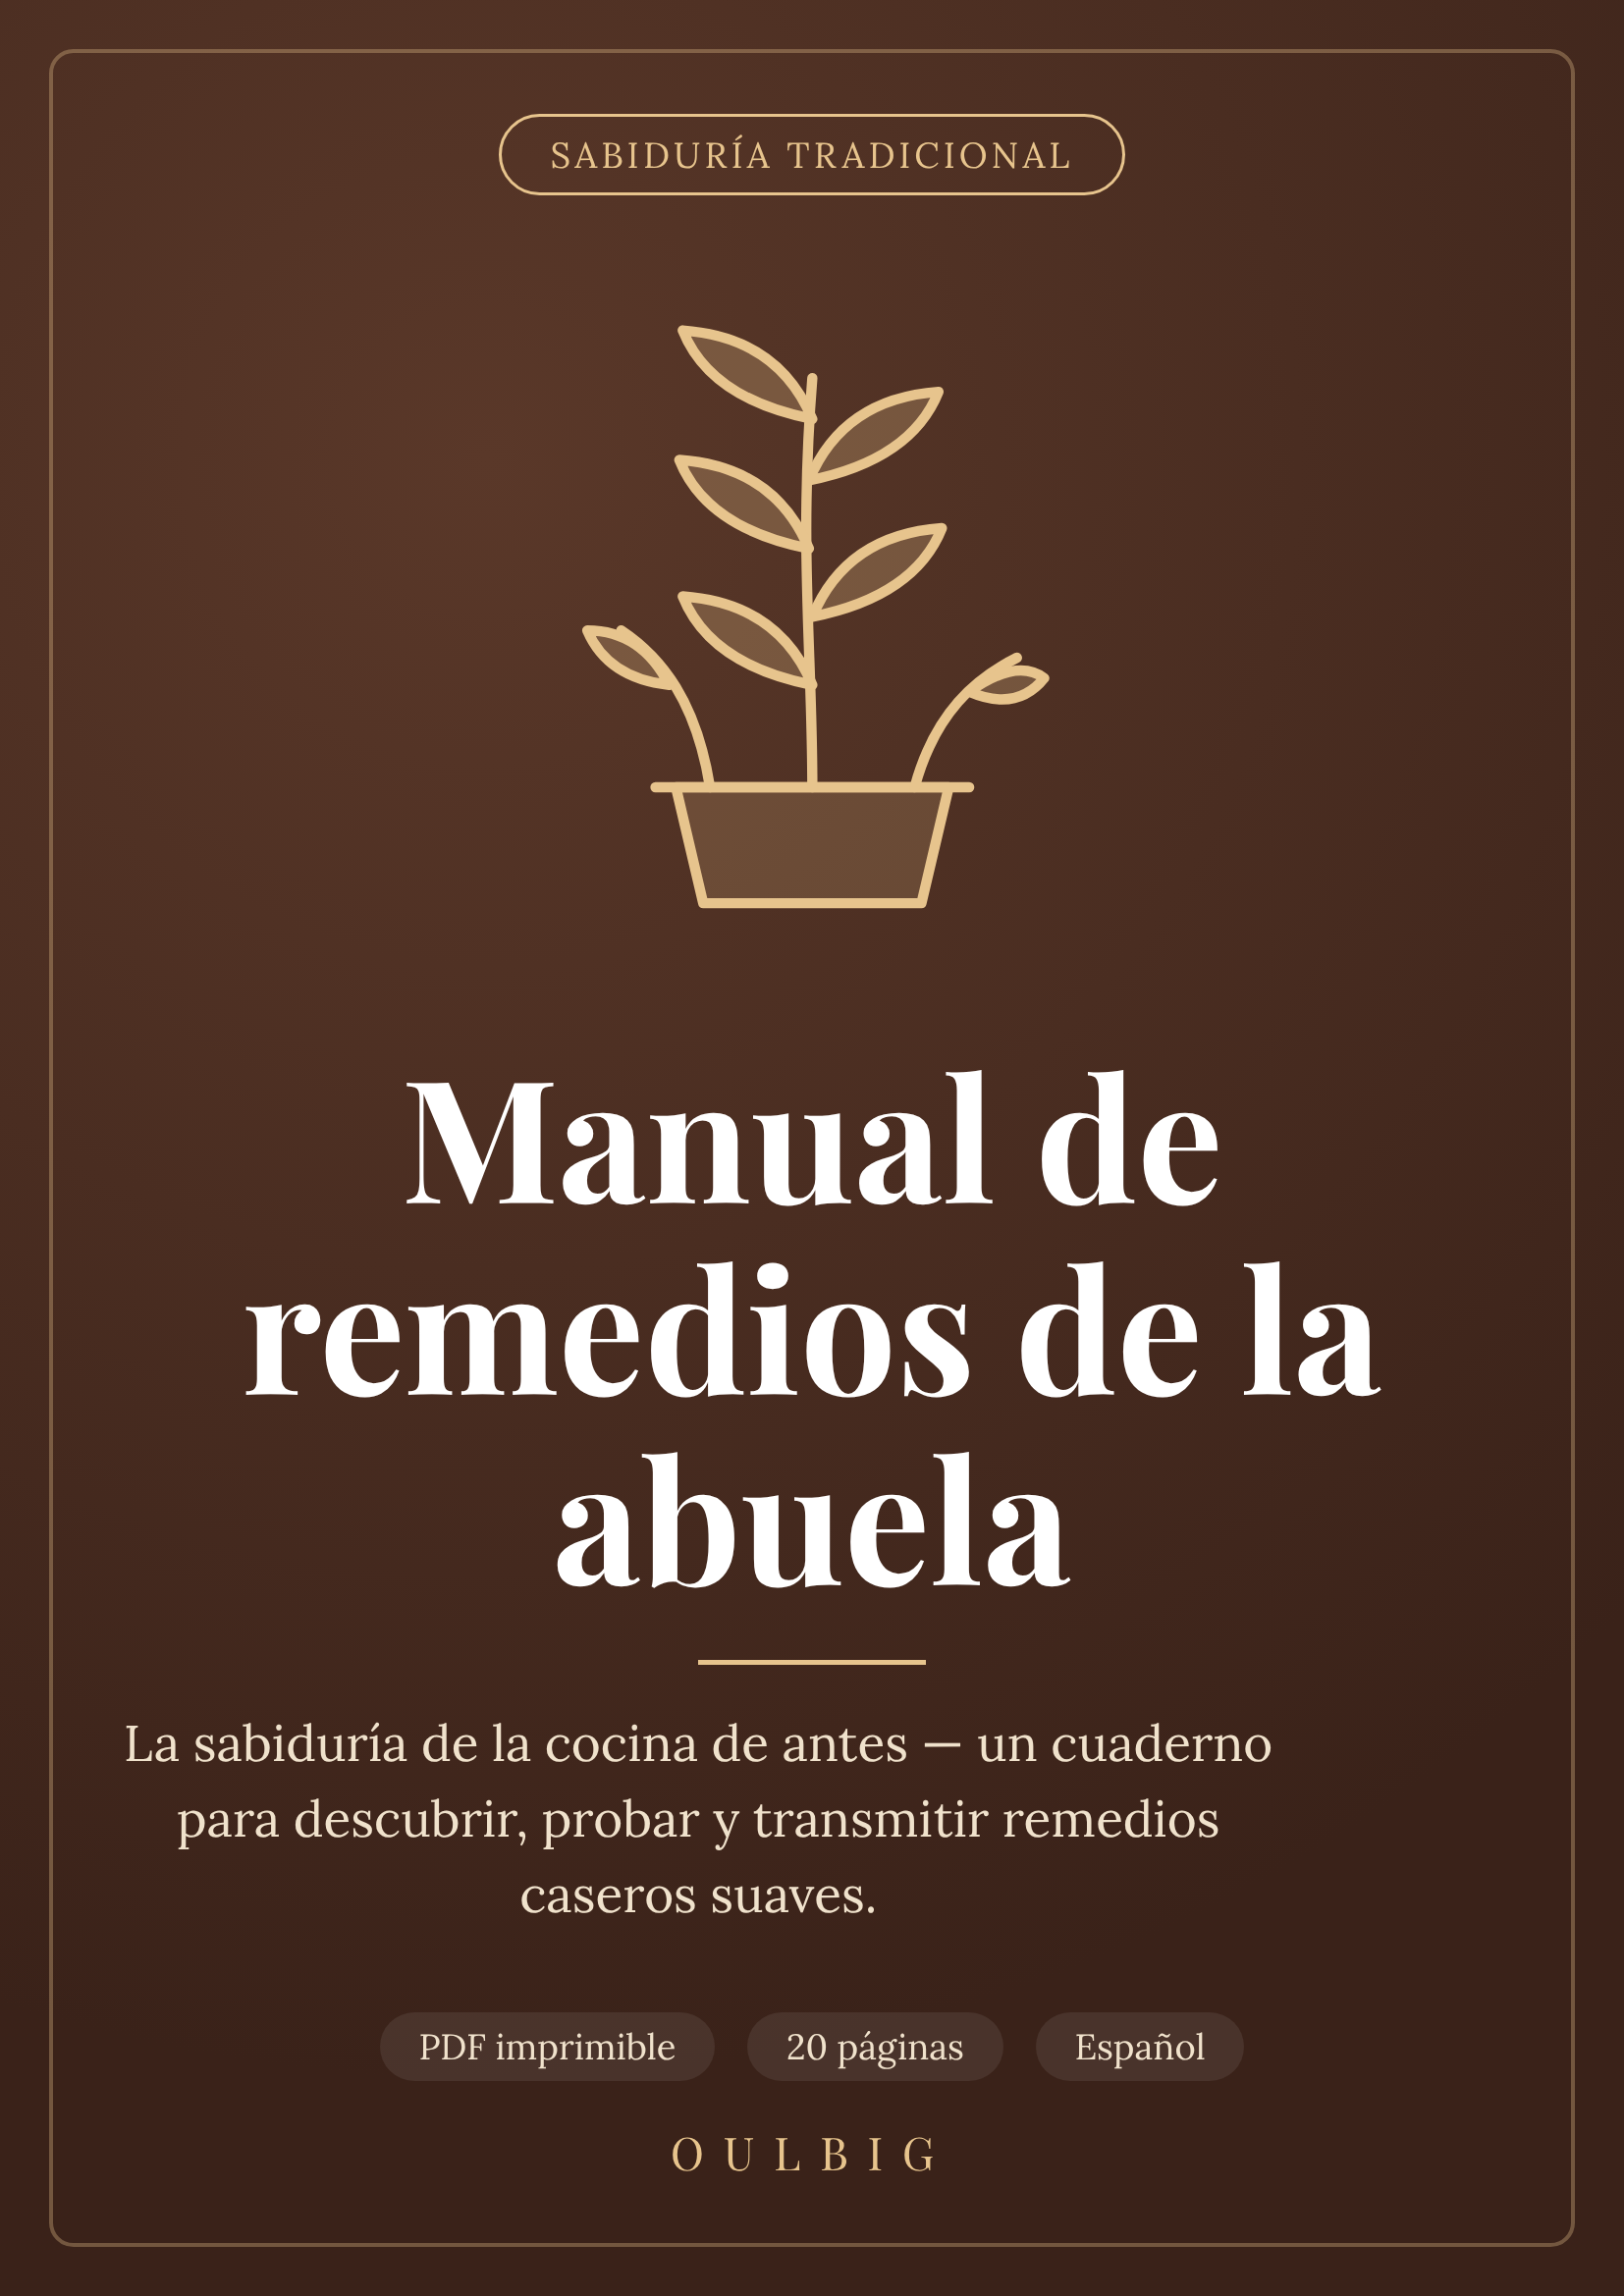 SABIDURÍA TRADICIONAL
Manual de
remedios de la
abuela
La sabiduría de la cocina de antes — un cuaderno
para descubrir, probar y transmitir remedios
caseros suaves.
PDF imprimible
20 páginas
Español
OULBIG